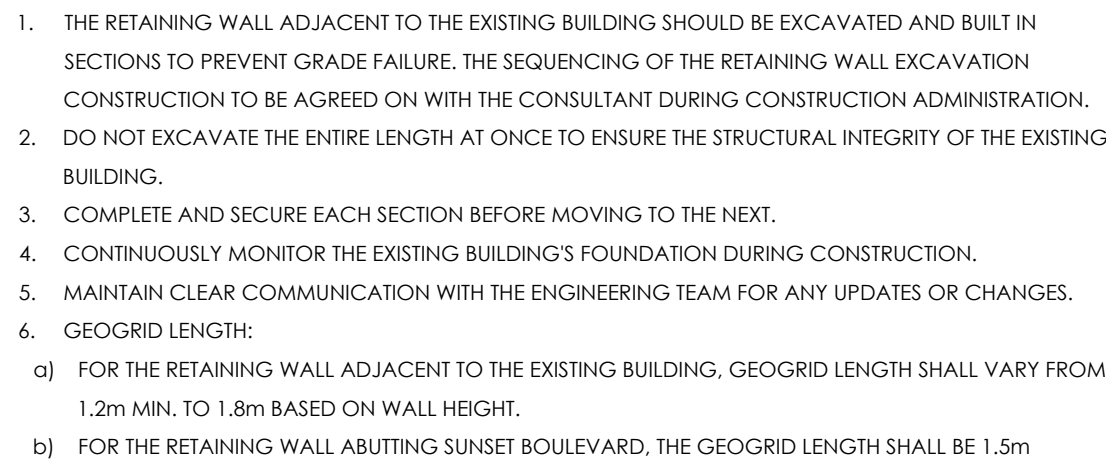 1. THE RETAINING WALL ADJACENT TO THE EXISTING BUILDING SHOULD BE EXCAVATED AND BUILT IN
SECTIONS TO PREVENT GRADE FAILURE. THE SEQUENCING OF THE RETAINING WALL EXCAVATION
CONSTRUCTION TO BE AGREED ON WITH THE CONSULTANT DURING CONSTRUCTION ADMINISTRATION.
2. DO NOT EXCAVATE THE ENTIRE LENGTH AT ONCE TO ENSURE THE STRUCTURAL INTEGRITY OF THE EXISTING
BUILDING.
3. COMPLETE AND SECURE EACH SECTION BEFORE MOVING TO THE NEXT.
4. CONTINUOUSLY MONITOR THE EXISTING BUILDING'S FOUNDATION DURING CONSTRUCTION.
5. MAINTAIN CLEAR COMMUNICATION WITH THE ENGINEERING TEAM FOR ANY UPDATES OR CHANGES.
6. GEOGRID LENGTH:
a) FOR THE RETAINING WALL ADJACENT TO THE EXISTING BUILDING, GEOGRID LENGTH SHALL VARY FROM
1.2m MIN. TO 1.8m BASED ON WALL HEIGHT.
b) FOR THE RETAINING WALL ABUTTING SUNSET BOULEVARD, THE GEOGRID LENGTH SHALL BE 1.5m